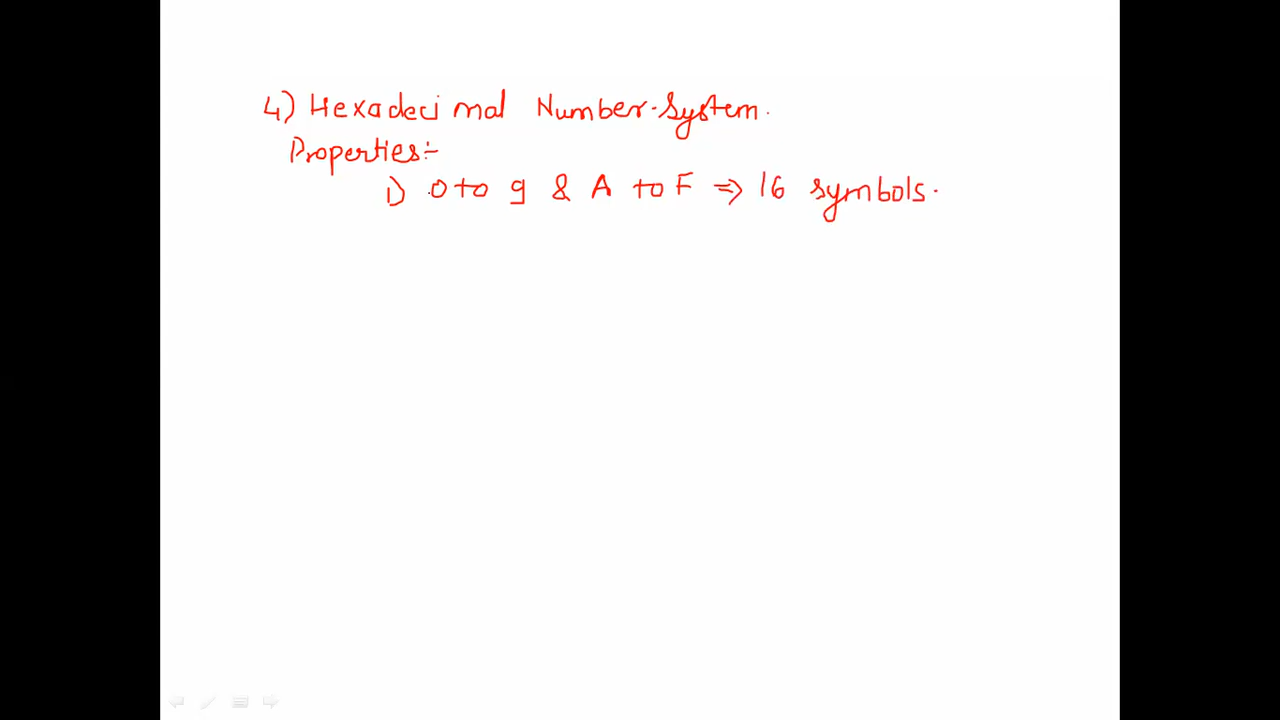 4) Hexadecimal Number-System.
Properties:-
1) 0 to 9 & A to F => 16 symbols.